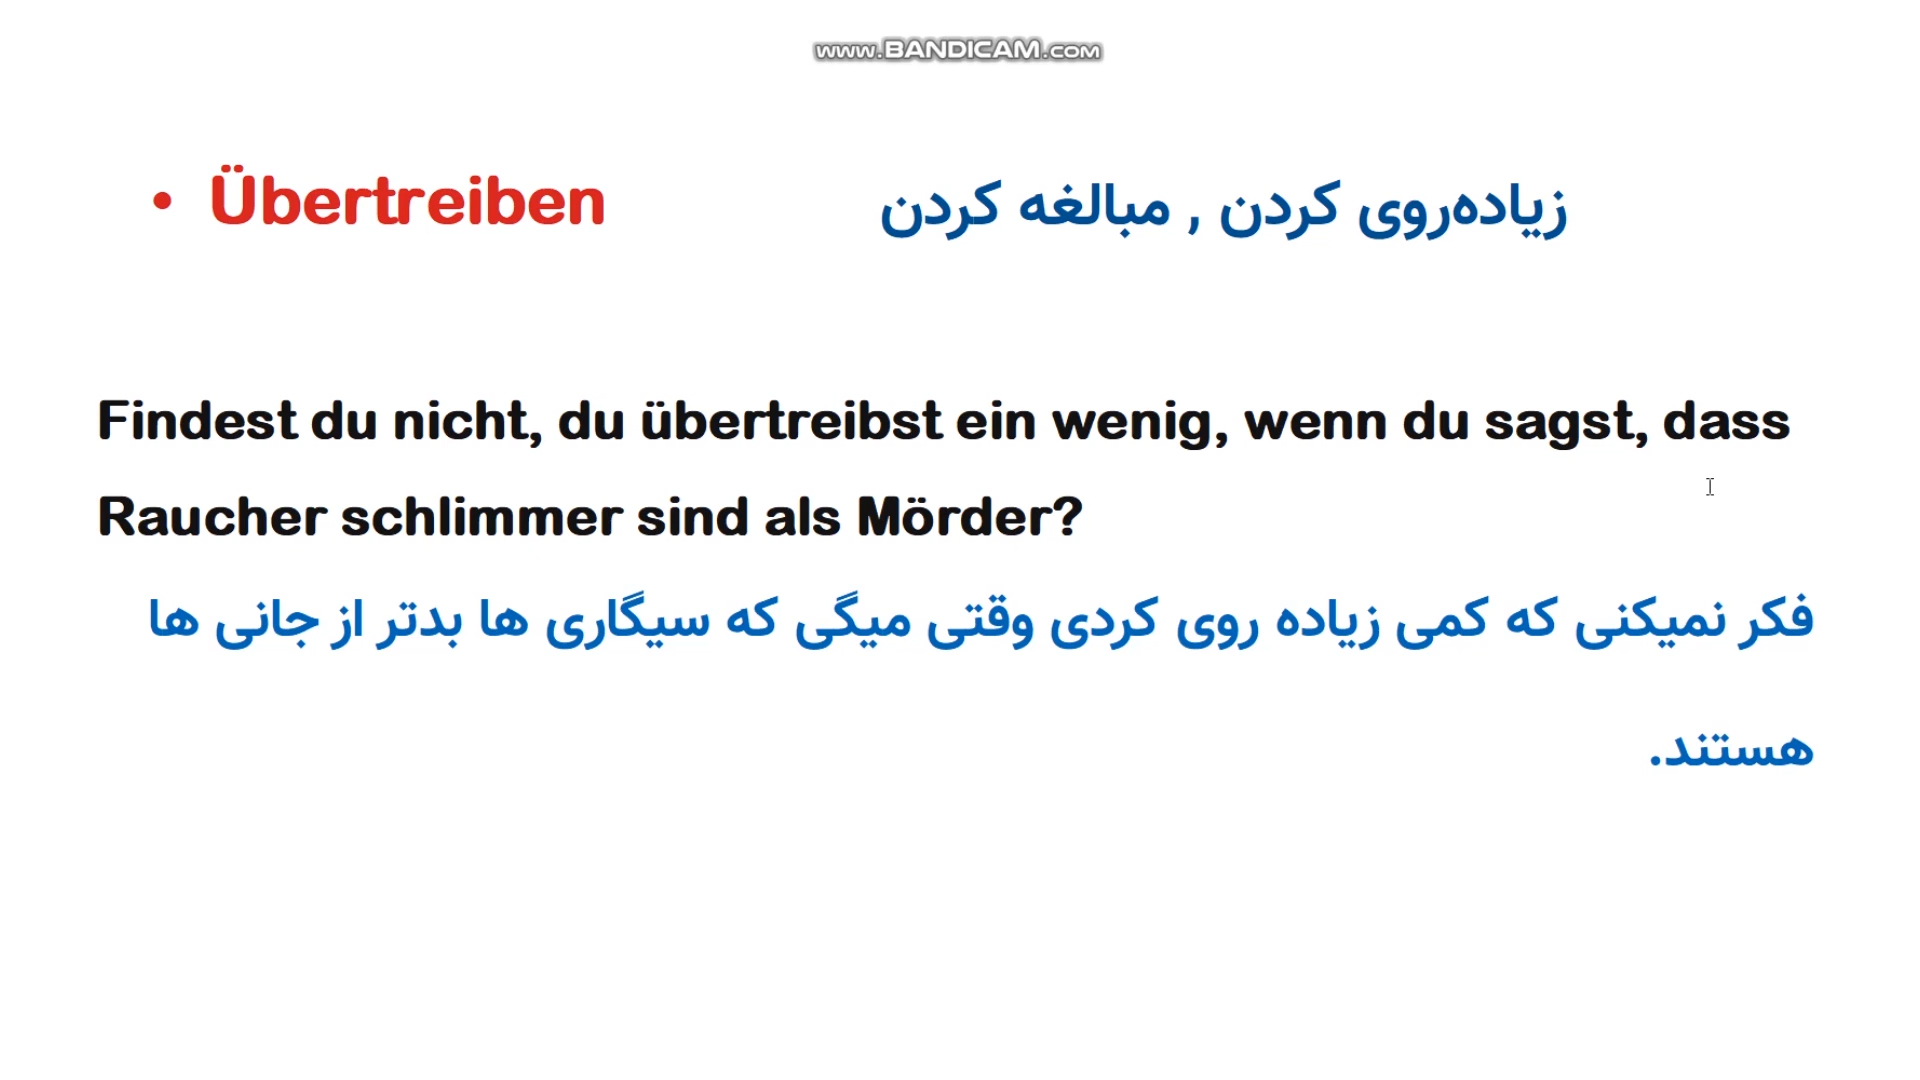 www.BANDICAM.com
• Übertreiben زیاده‌روی کردن , مبالغه کردن
Findest du nicht, du übertreibst ein wenig, wenn du sagst, dass
Raucher schlimmer sind als Mörder?
فکر نمیکنی که کمی زیاده روی کردی وقتی میگی که سیگاری ها بدتر از جانی ها
هستند.